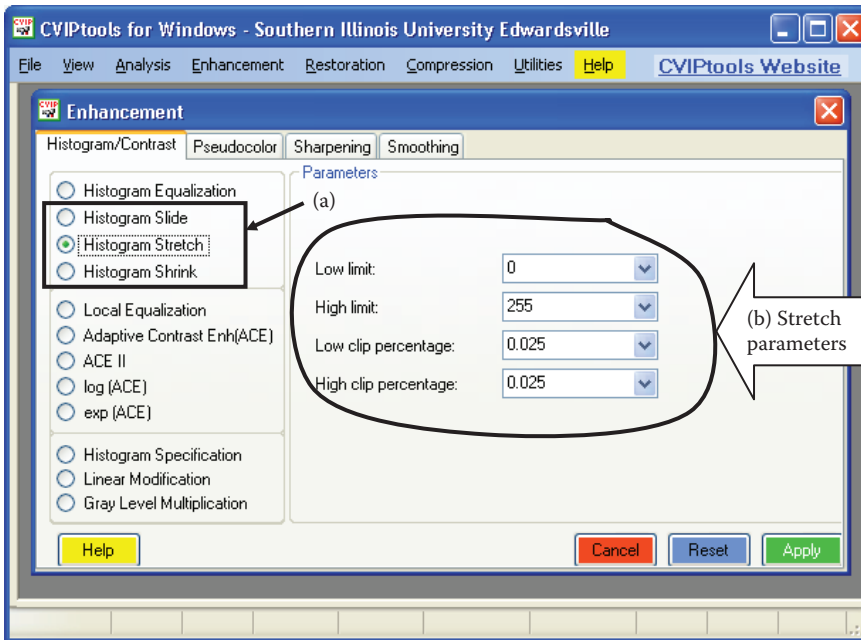 CVIPtools for Windows - Southern Illinois University Edwardsville
File View Analysis Enhancement Restoration Compression Utilities Help CVIPtools Website
Enhancement
Histogram/Contrast Pseudocolor Sharpening Smoothing
Parameters
Histogram Equalization
(a)
Histogram Slide
Histogram Stretch
Histogram Shrink
Local Equalization
Adaptive Contrast Enh(ACE)
ACE II
log (ACE)
exp (ACE)
Histogram Specification
Linear Modification
Gray Level Multiplication
Low limit: 0
High limit: 255
Low clip percentage: 0.025
High clip percentage: 0.025
(b) Stretch
parameters
Help Cancel Reset Apply